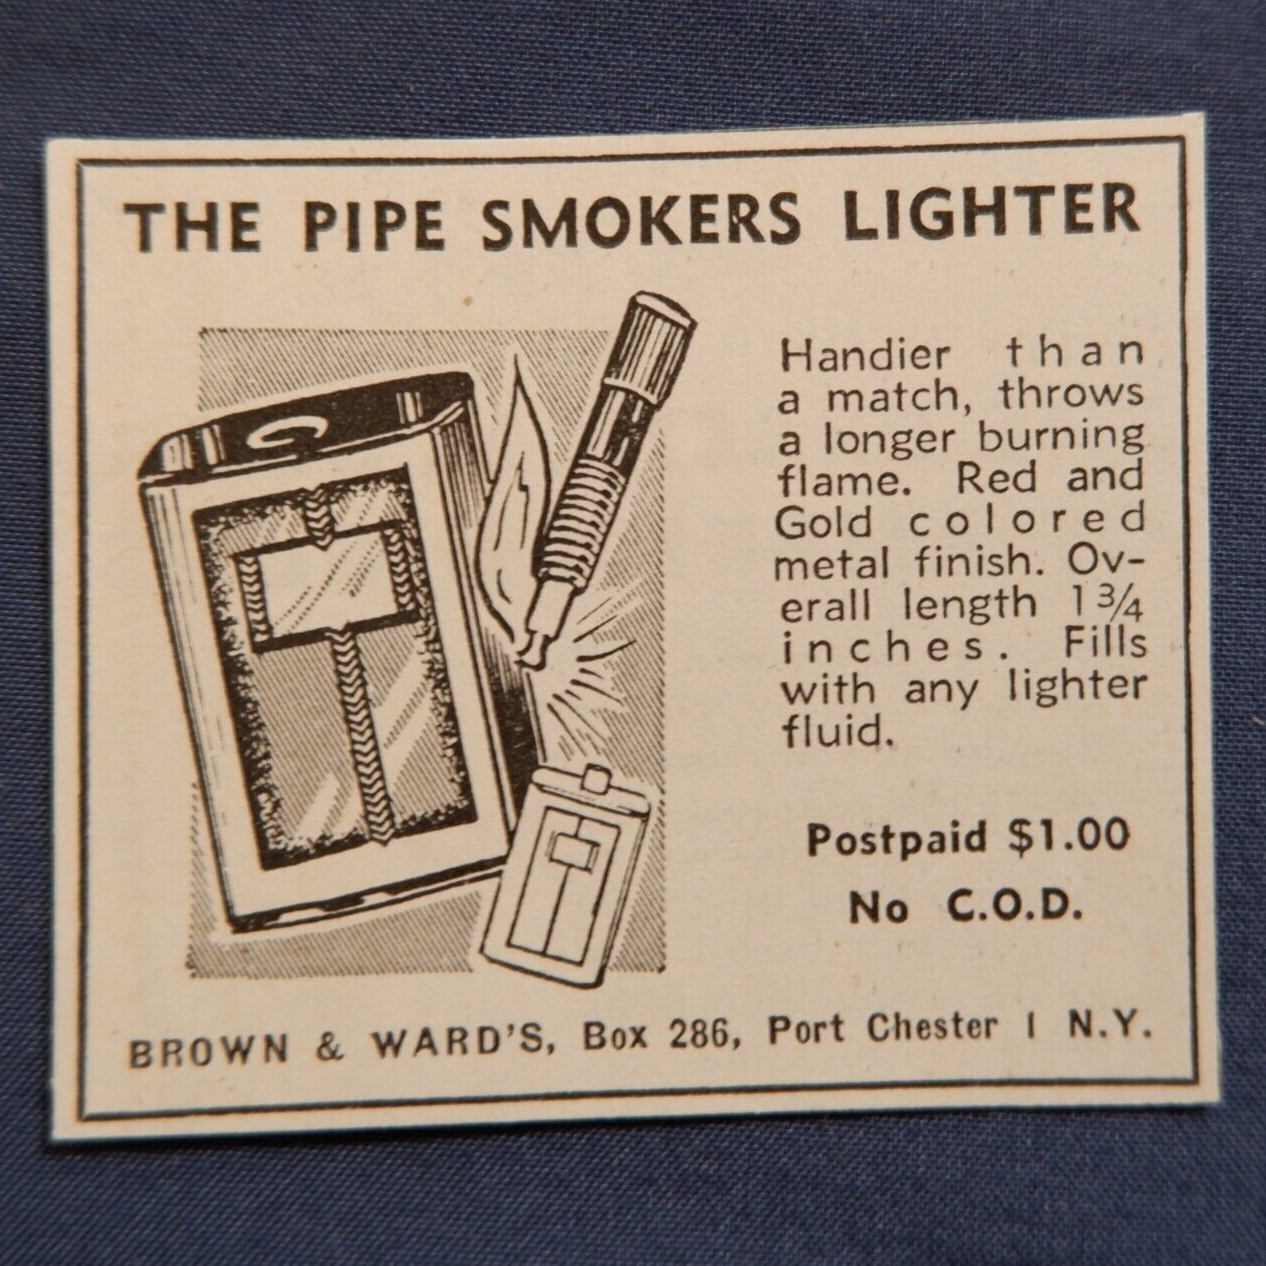 THE PIPE SMOKERS LIGHTER
Handier than
a match, throws
a longer burning
flame. Red and
Gold colored
metal finish. Ov-
erall length 1 3/4
inches. Fills
with any lighter
fluid.
Postpaid $1.00
No C.O.D.
BROWN & WARD'S, Box 286, Port Chester 1 N.Y.